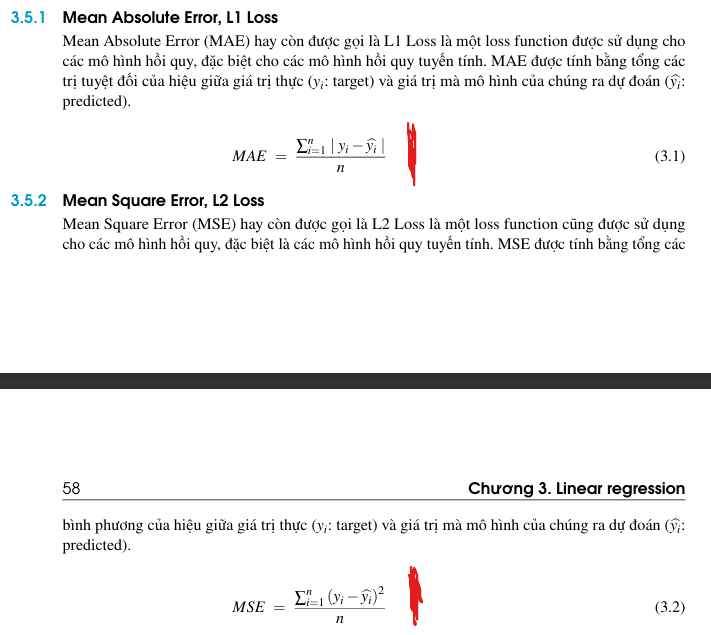 3.5.1 Mean Absolute Error, L1 Loss
Mean Absolute Error (MAE) hay còn được gọi là L1 Loss là một loss function được sử dụng cho
các mô hình hồi quy, đặc biệt cho các mô hình hồi quy tuyến tính. MAE được tính bằng tổng các
trị tuyệt đối của hiệu giữa giá trị thực (yᵢ: target) và giá trị mà mô hình của chúng ra dự đoán (ŷᵢ:
predicted).
MAE = ∑ⁿᵢ₌₁ | yᵢ − ŷᵢ | / n (3.1)
3.5.2 Mean Square Error, L2 Loss
Mean Square Error (MSE) hay còn được gọi là L2 Loss là một loss function cũng được sử dụng
cho các mô hình hồi quy, đặc biệt là các mô hình hồi quy tuyến tính. MSE được tính bằng tổng các
58 Chương 3. Linear regression
bình phương của hiệu giữa giá trị thực (yᵢ: target) và giá trị mà mô hình của chúng ra dự đoán (ŷᵢ:
predicted).
MSE = ∑ⁿᵢ₌₁ (yᵢ − ŷᵢ)² / n (3.2)